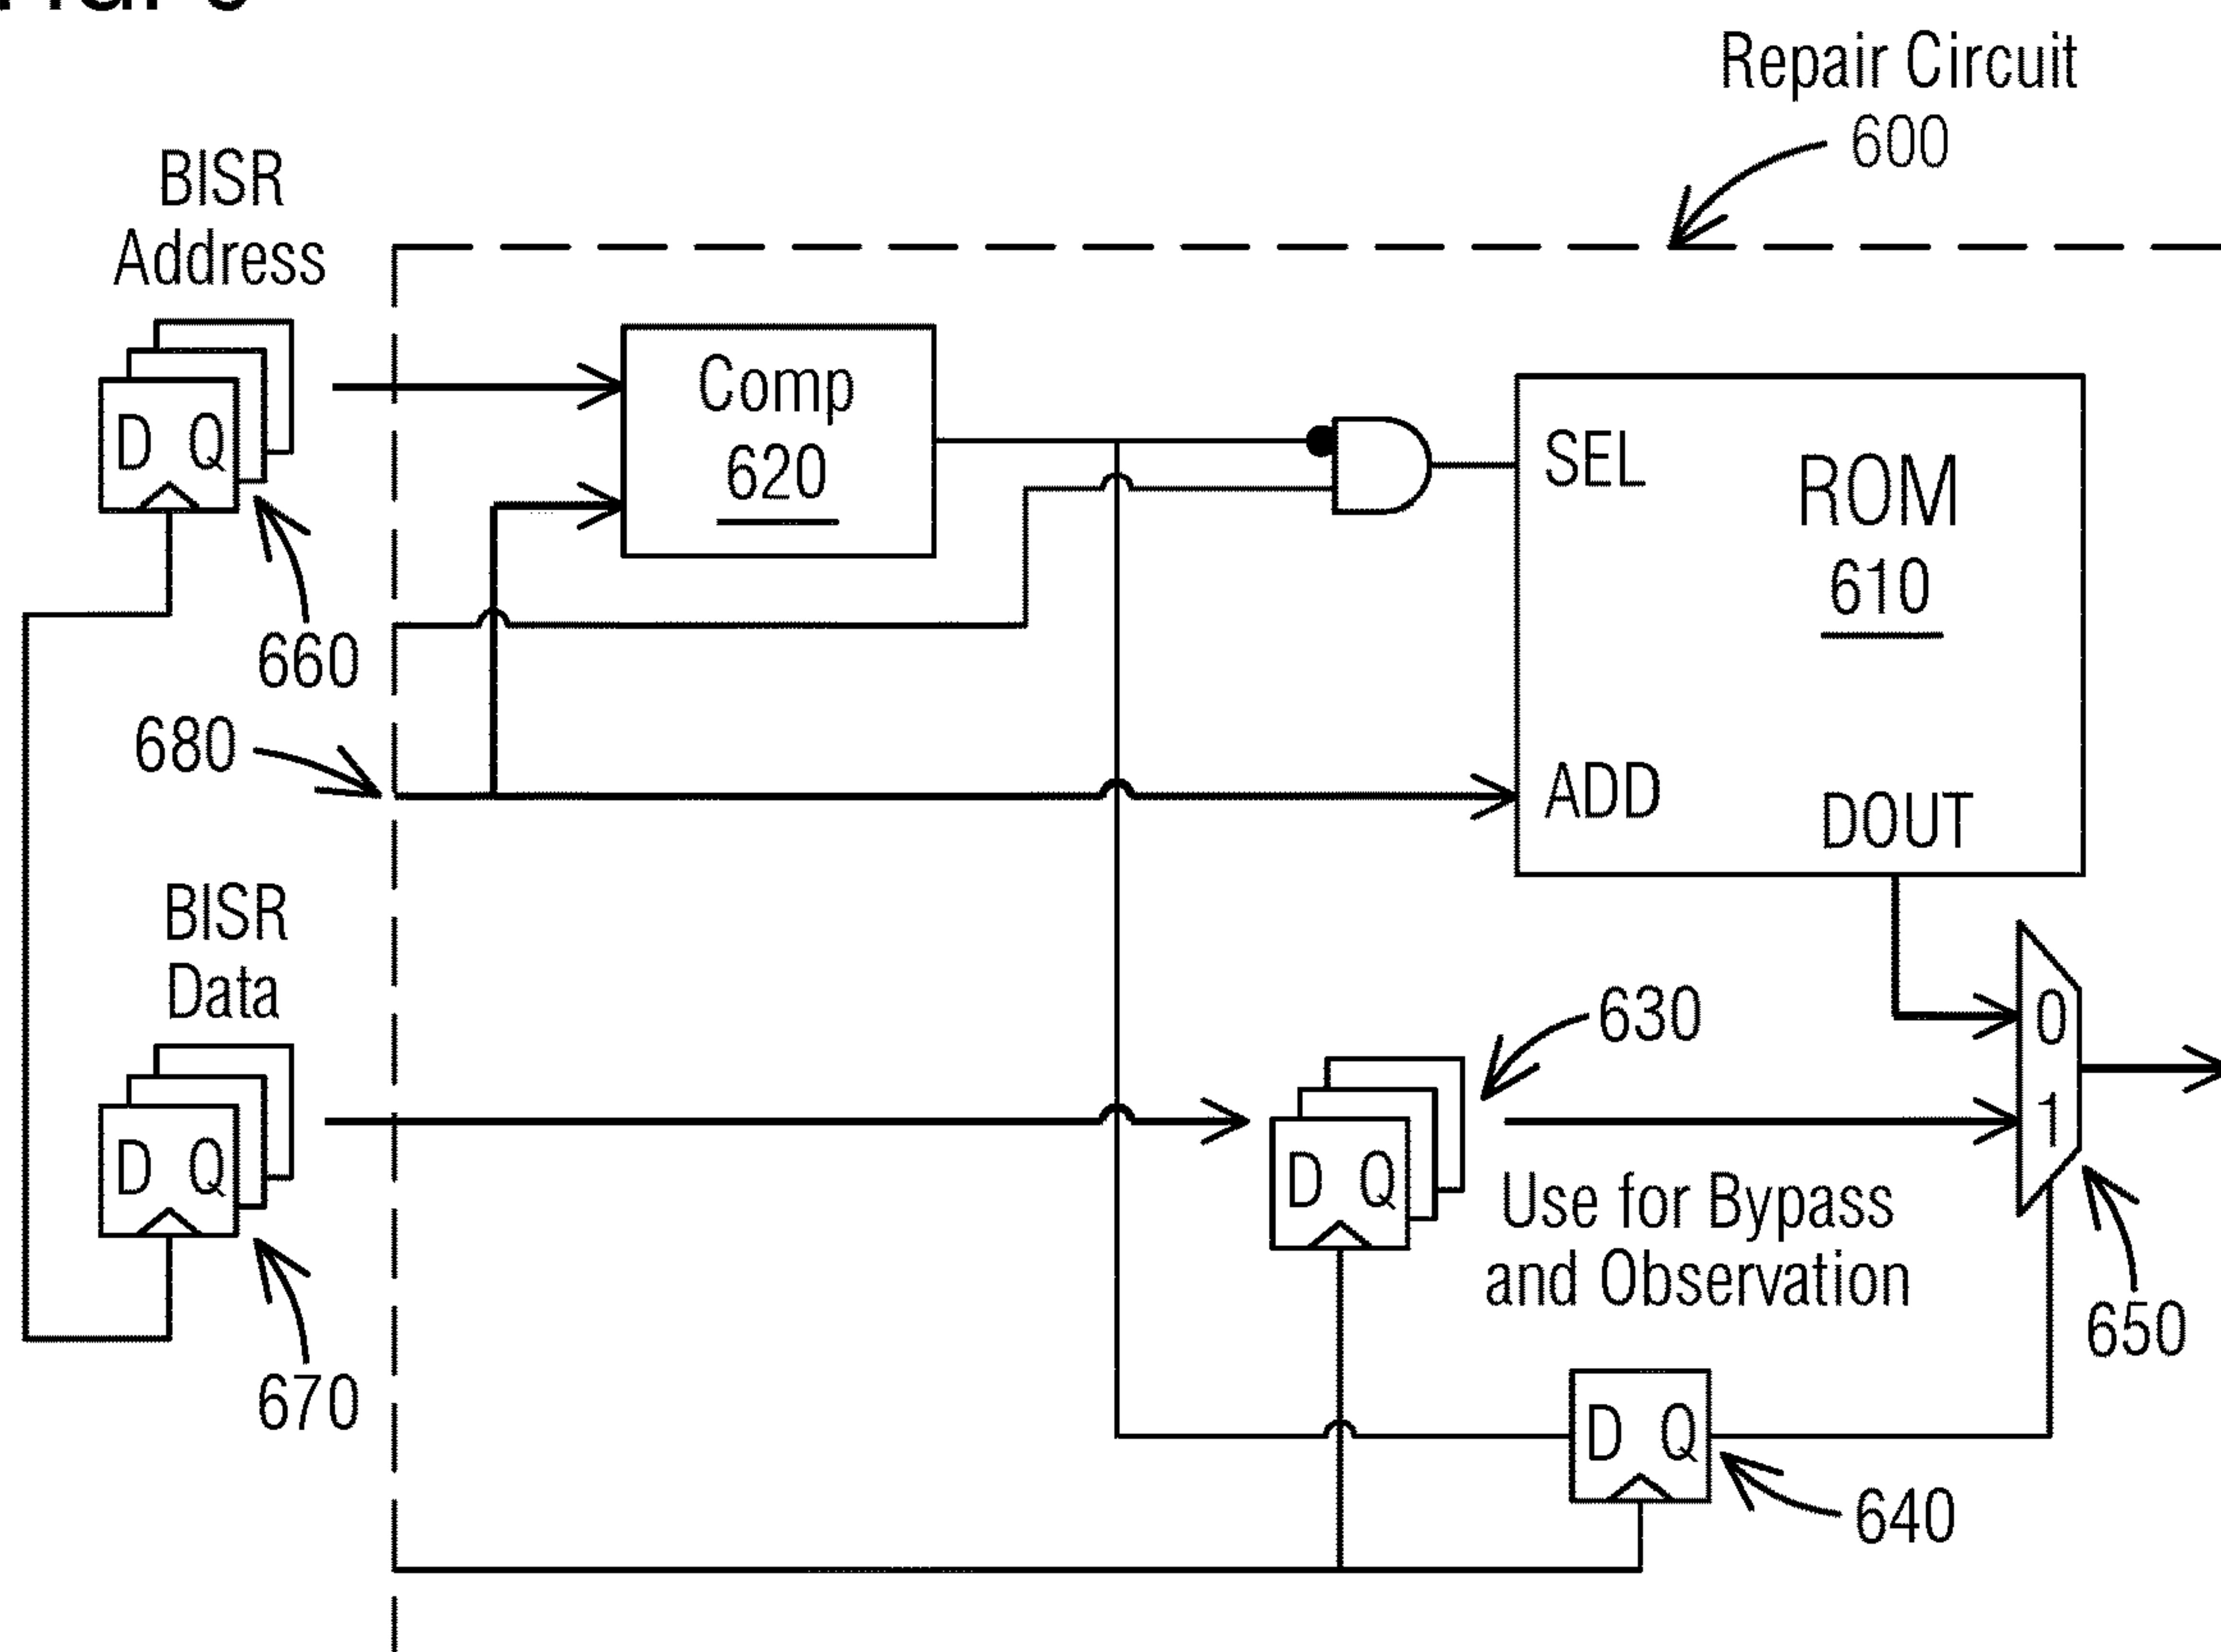 Repair Circuit
600
BISR
Address
D Q
660
Comp
620
SEL
ROM
610
680
ADD
DOUT
BISR
Data
D Q
670
630
D Q
0
1
Use for Bypass
and Observation
650
D Q
640